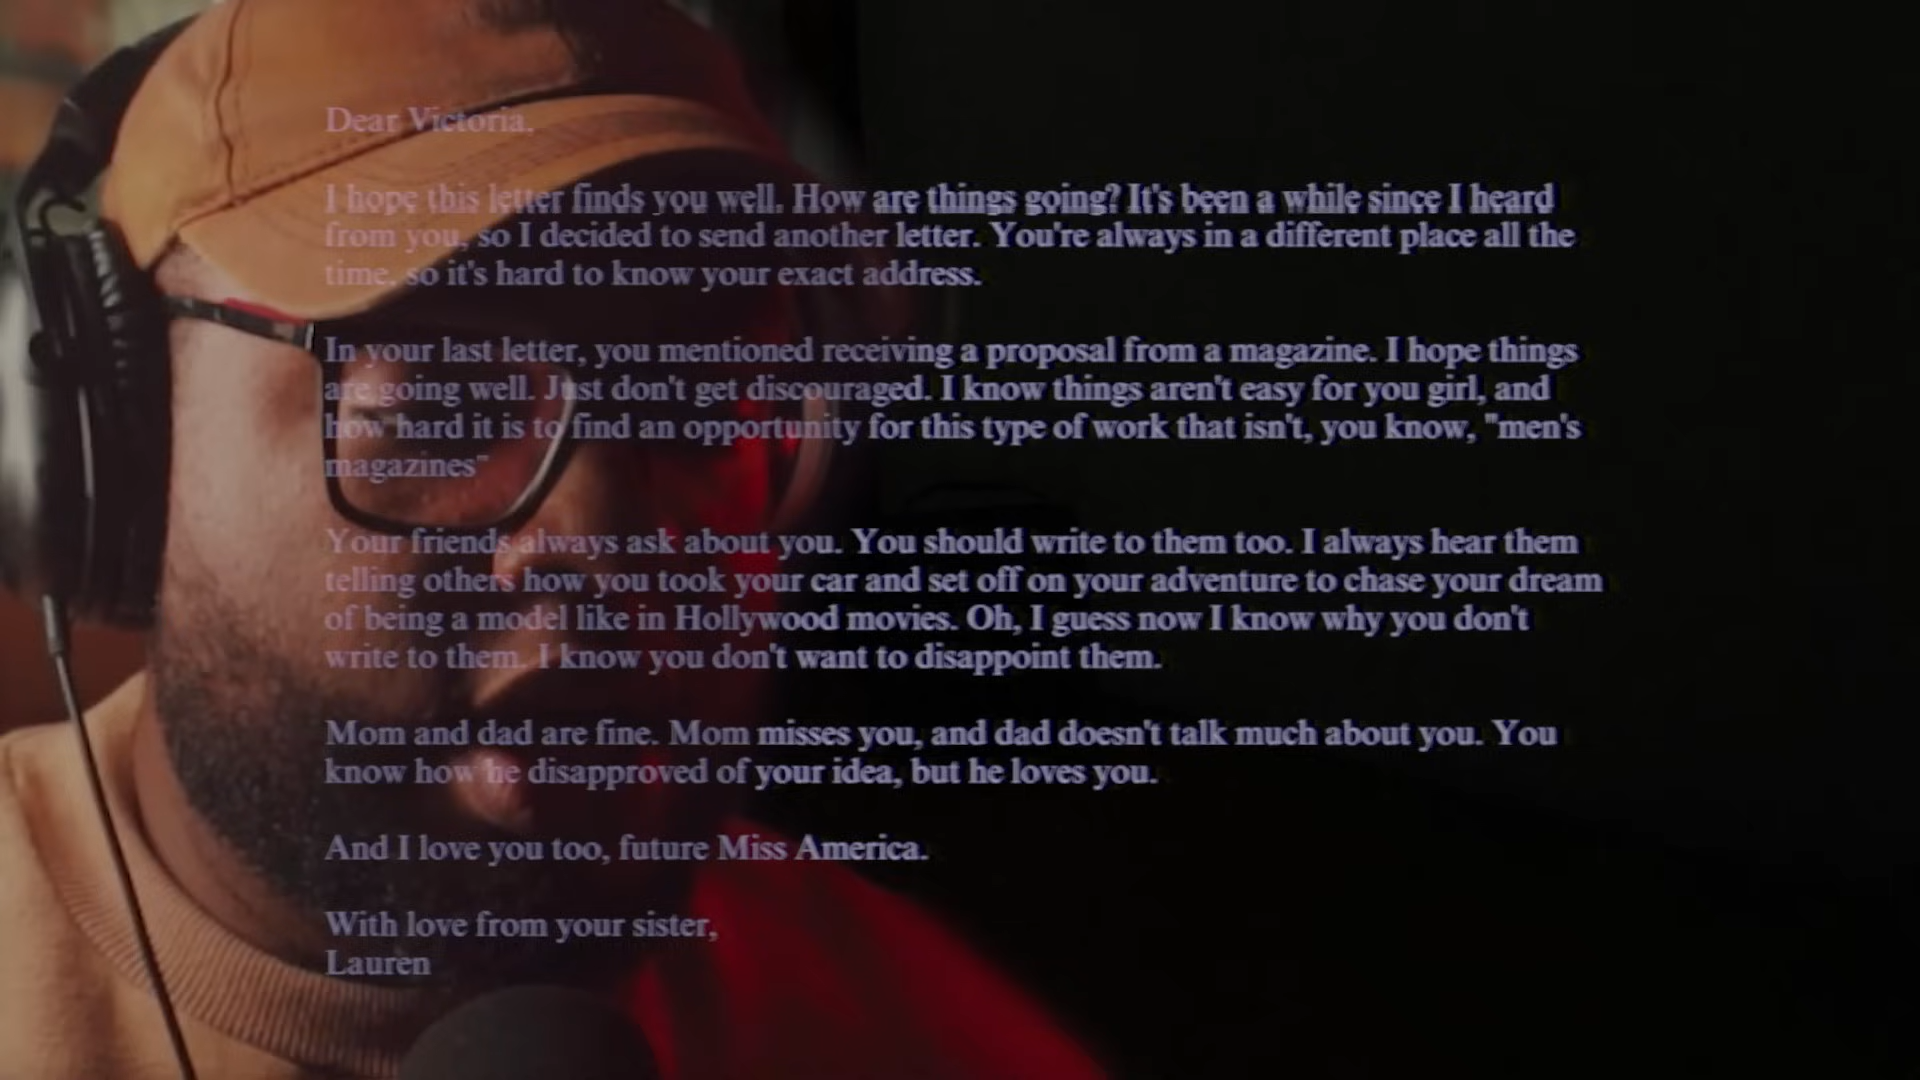 Dear Victoria,
I hope this letter finds you well. How are things going? It's been a while since I heard
from you, so I decided to send another letter. You're always in a different place all the
time, so it's hard to know your exact address.
In your last letter, you mentioned receiving a proposal from a magazine. I hope things
are going well. Just don't get discouraged. I know things aren't easy for you girl, and
how hard it is to find an opportunity for this type of work that isn't, you know, "men's
magazines"
Your friends always ask about you. You should write to them too. I always hear them
telling others how you took your car and set off on your adventure to chase your dream
of being a model like in Hollywood movies. Oh, I guess now I know why you don't
write to them. I know you don't want to disappoint them.
Mom and dad are fine. Mom misses you, and dad doesn't talk much about you. You
know how he disapproved of your idea, but he loves you.
And I love you too, future Miss America.
With love from your sister,
Lauren